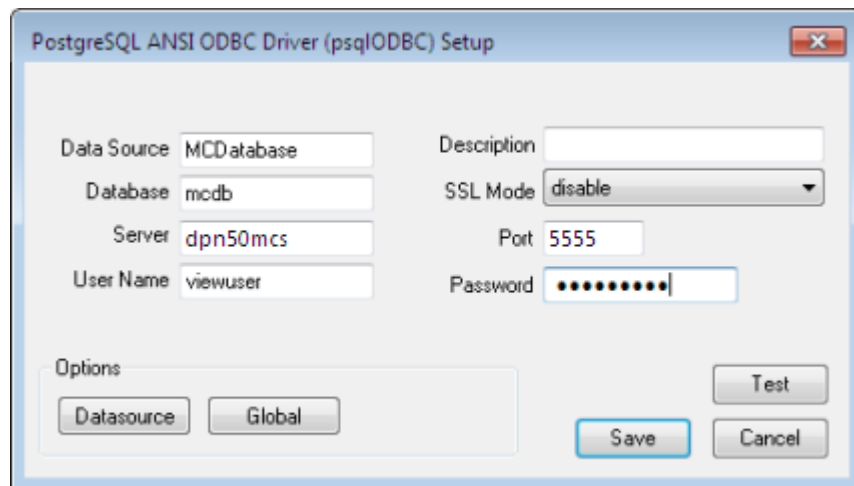 PostgreSQL ANSI ODBC Driver (psqlODBC) Setup
Data Source MCDatabase
Description
Database mcdb
SSL Mode disable
Server dpn50mcs
Port 5555
User Name viewuser
Password •••••••••
Options
Datasource
Global
Test
Save
Cancel